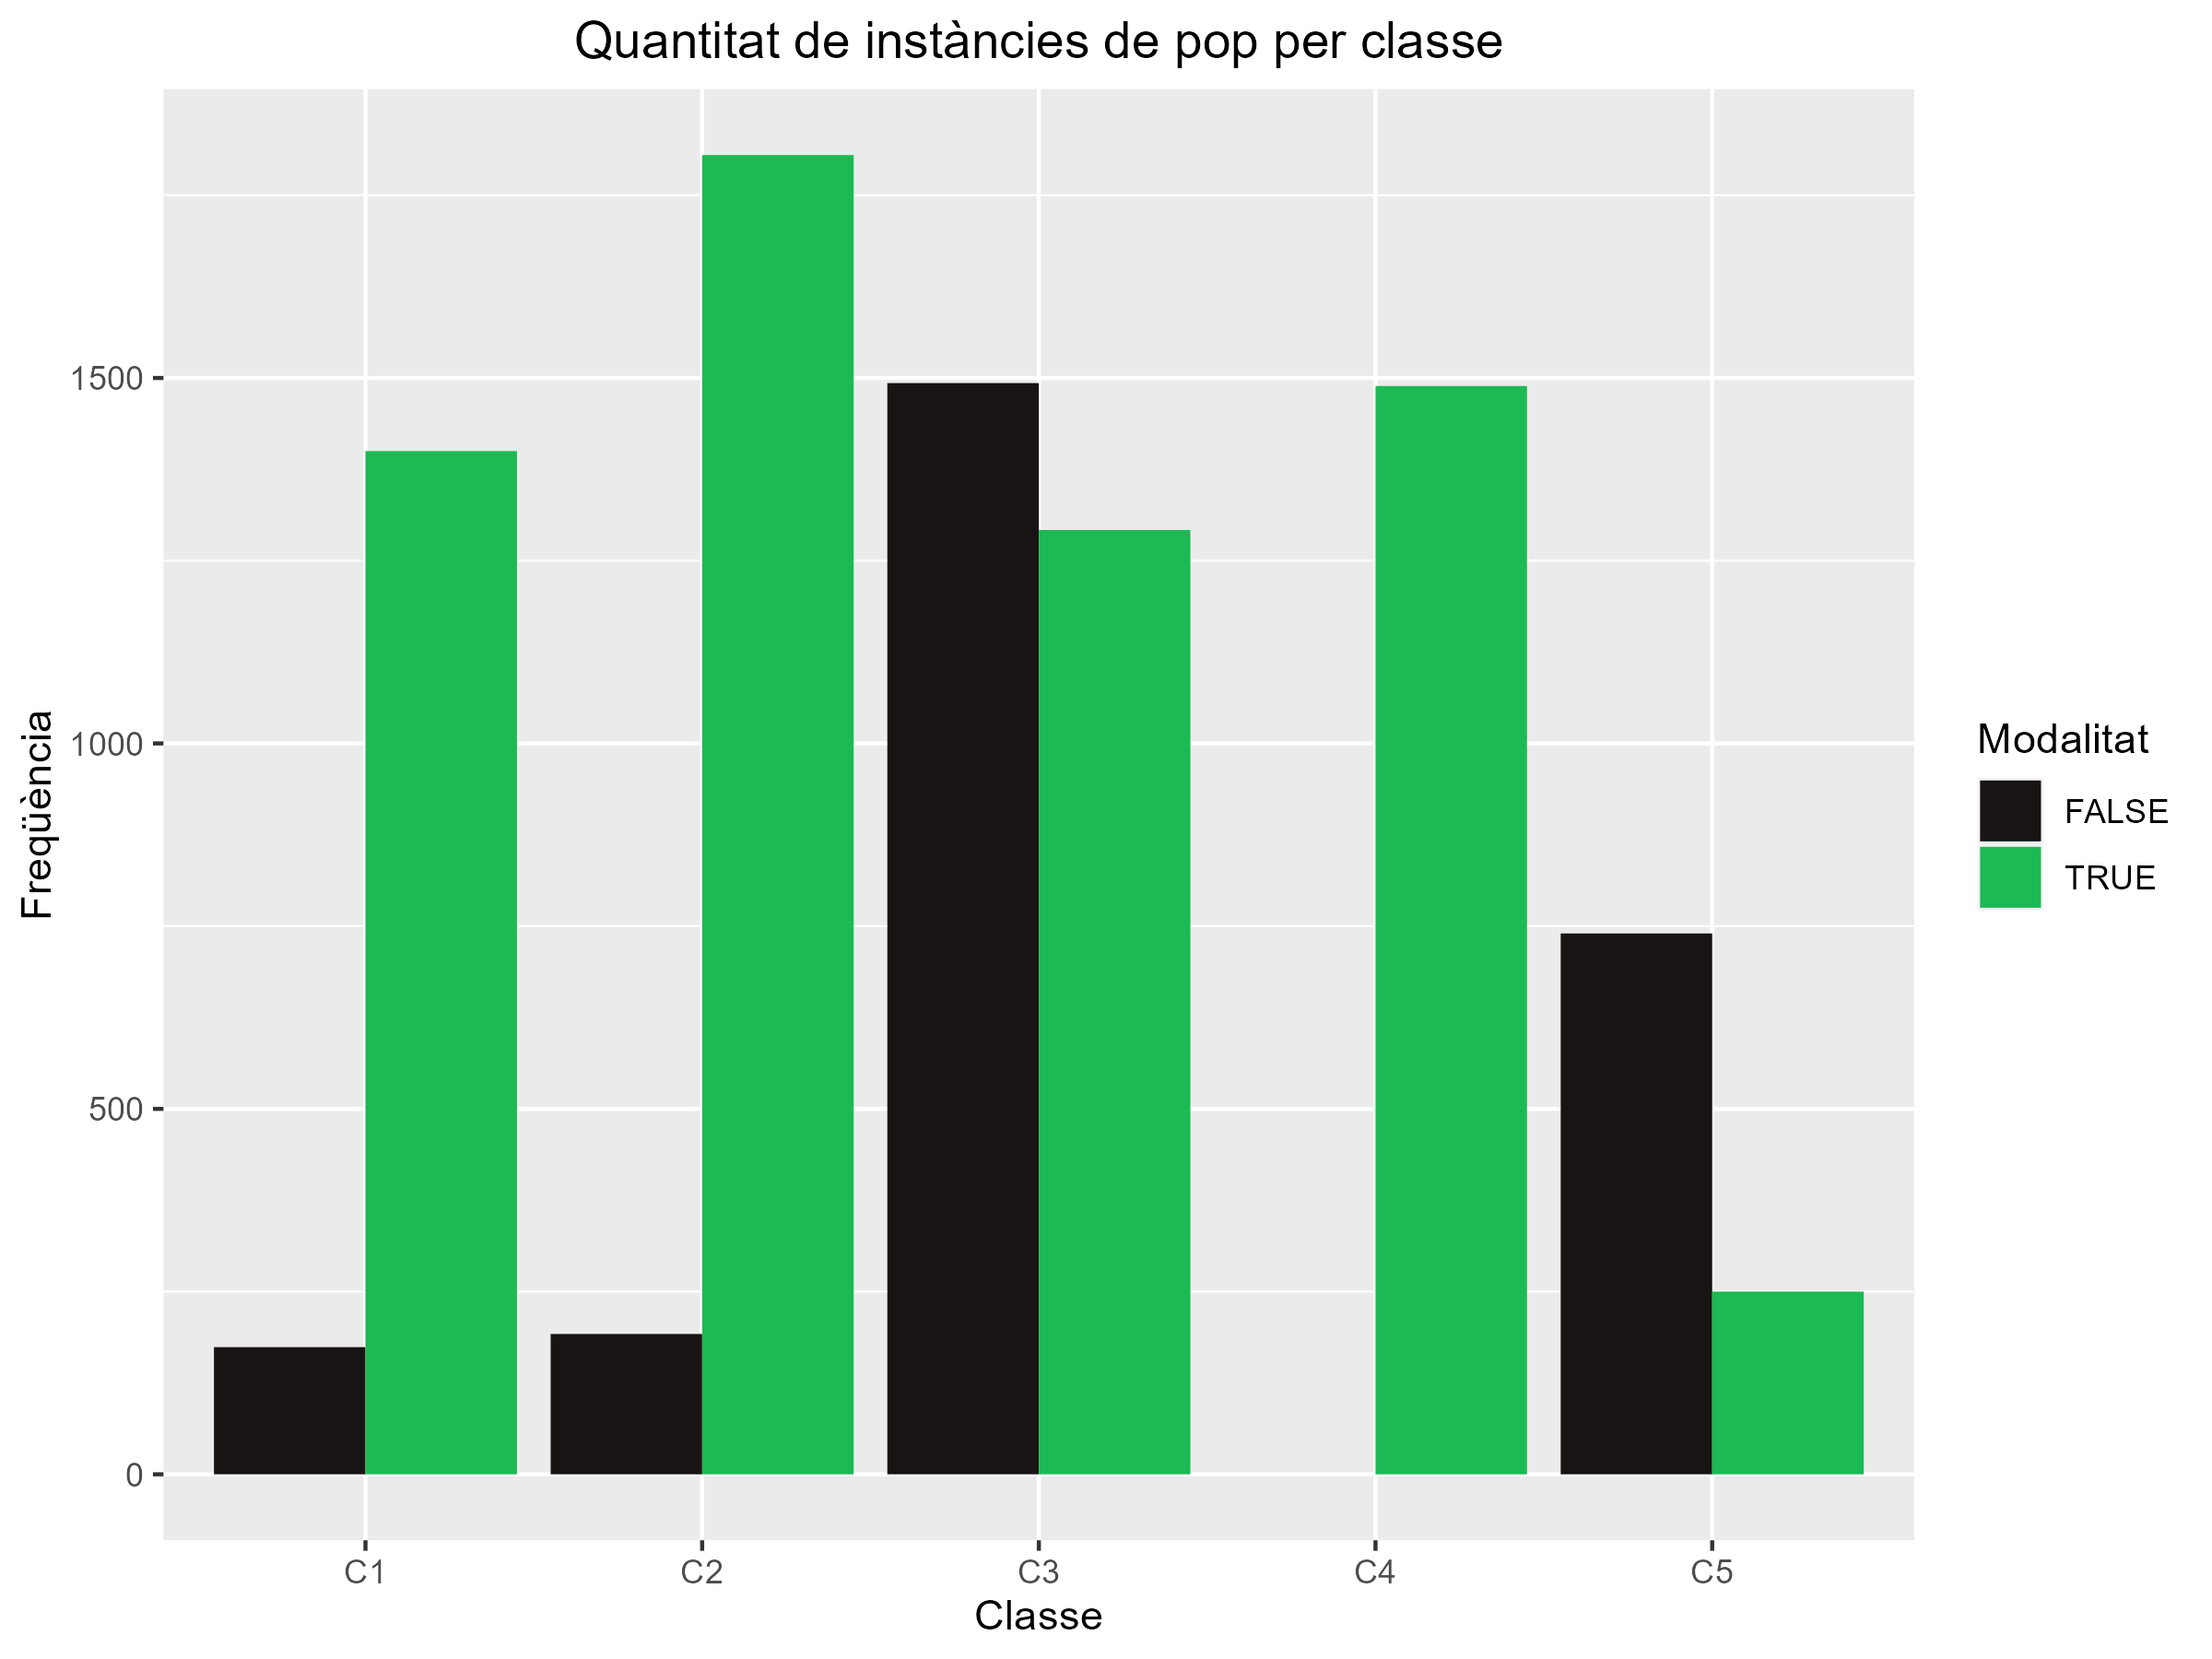 Quantitat de instàncies de pop per classe
Freqüència
1500
1000
500
0
C1 C2 C3 C4 C5
Classe
Modalitat
FALSE
TRUE